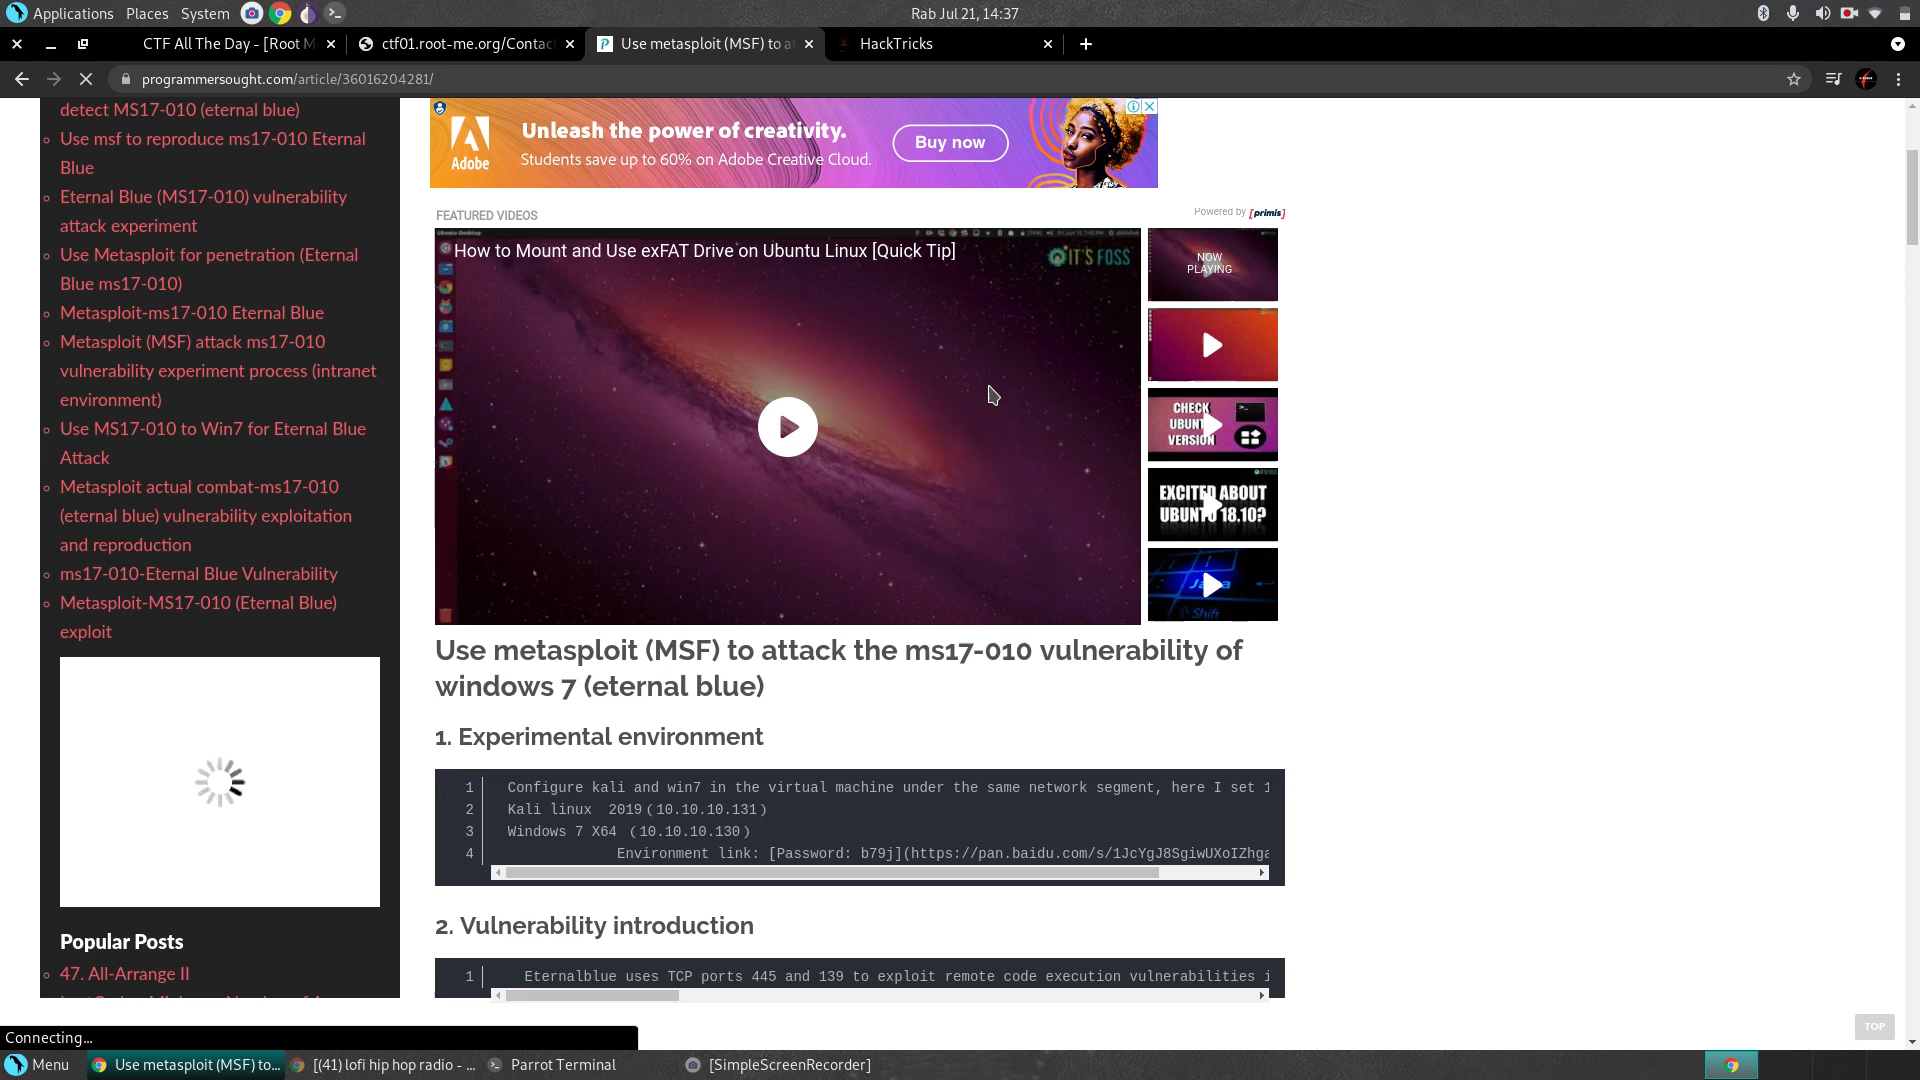 Applications Places System
Rab Jul 21, 14:37
CTF All The Day - [Root M
ctf01.root-me.org/Contac
Use metasploit (MSF) to a
HackTricks
programmersought.com/article/36016204281/
detect MS17-010 (eternal blue)
Use msf to reproduce ms17-010 Eternal
Blue
Eternal Blue (MS17-010) vulnerability
attack experiment
Use Metasploit for penetration (Eternal
Blue ms17-010)
Metasploit-ms17-010 Eternal Blue
Metasploit (MSF) attack ms17-010
vulnerability experiment process (intranet
environment)
Use MS17-010 to Win7 for Eternal Blue
Attack
Metasploit actual combat-ms17-010
(eternal blue) vulnerability exploitation
and reproduction
ms17-010-Eternal Blue Vulnerability
Metasploit-MS17-010 (Eternal Blue)
exploit
Popular Posts
47. All-Arrange II
Adobe
Unleash the power of creativity.
Students save up to 60% on Adobe Creative Cloud.
Buy now
FEATURED VIDEOS
Powered by [primis]
How to Mount and Use exFAT Drive on Ubuntu Linux [Quick Tip]
IT'S FOSS
NOW
PLAYING
CHECK
UBUNTU
VERSION
EXCITED ABOUT
UBUNTU 18.10?
Java
Shift
Use metasploit (MSF) to attack the ms17-010 vulnerability of
windows 7 (eternal blue)
1. Experimental environment
1 Configure kali and win7 in the virtual machine under the same network segment, here I set 1
2 Kali linux 2019(10.10.10.131)
3 Windows 7 X64 (10.10.10.130)
4 Environment link: [Password: b79j](https://pan.baidu.com/s/1JcYgJ8SgiwUXoIZhga
2. Vulnerability introduction
1 Eternalblue uses TCP ports 445 and 139 to exploit remote code execution vulnerabilities i
TOP
Connecting...
Menu
Use metasploit (MSF) to...
[(41) lofi hip hop radio - ...
Parrot Terminal
[SimpleScreenRecorder]